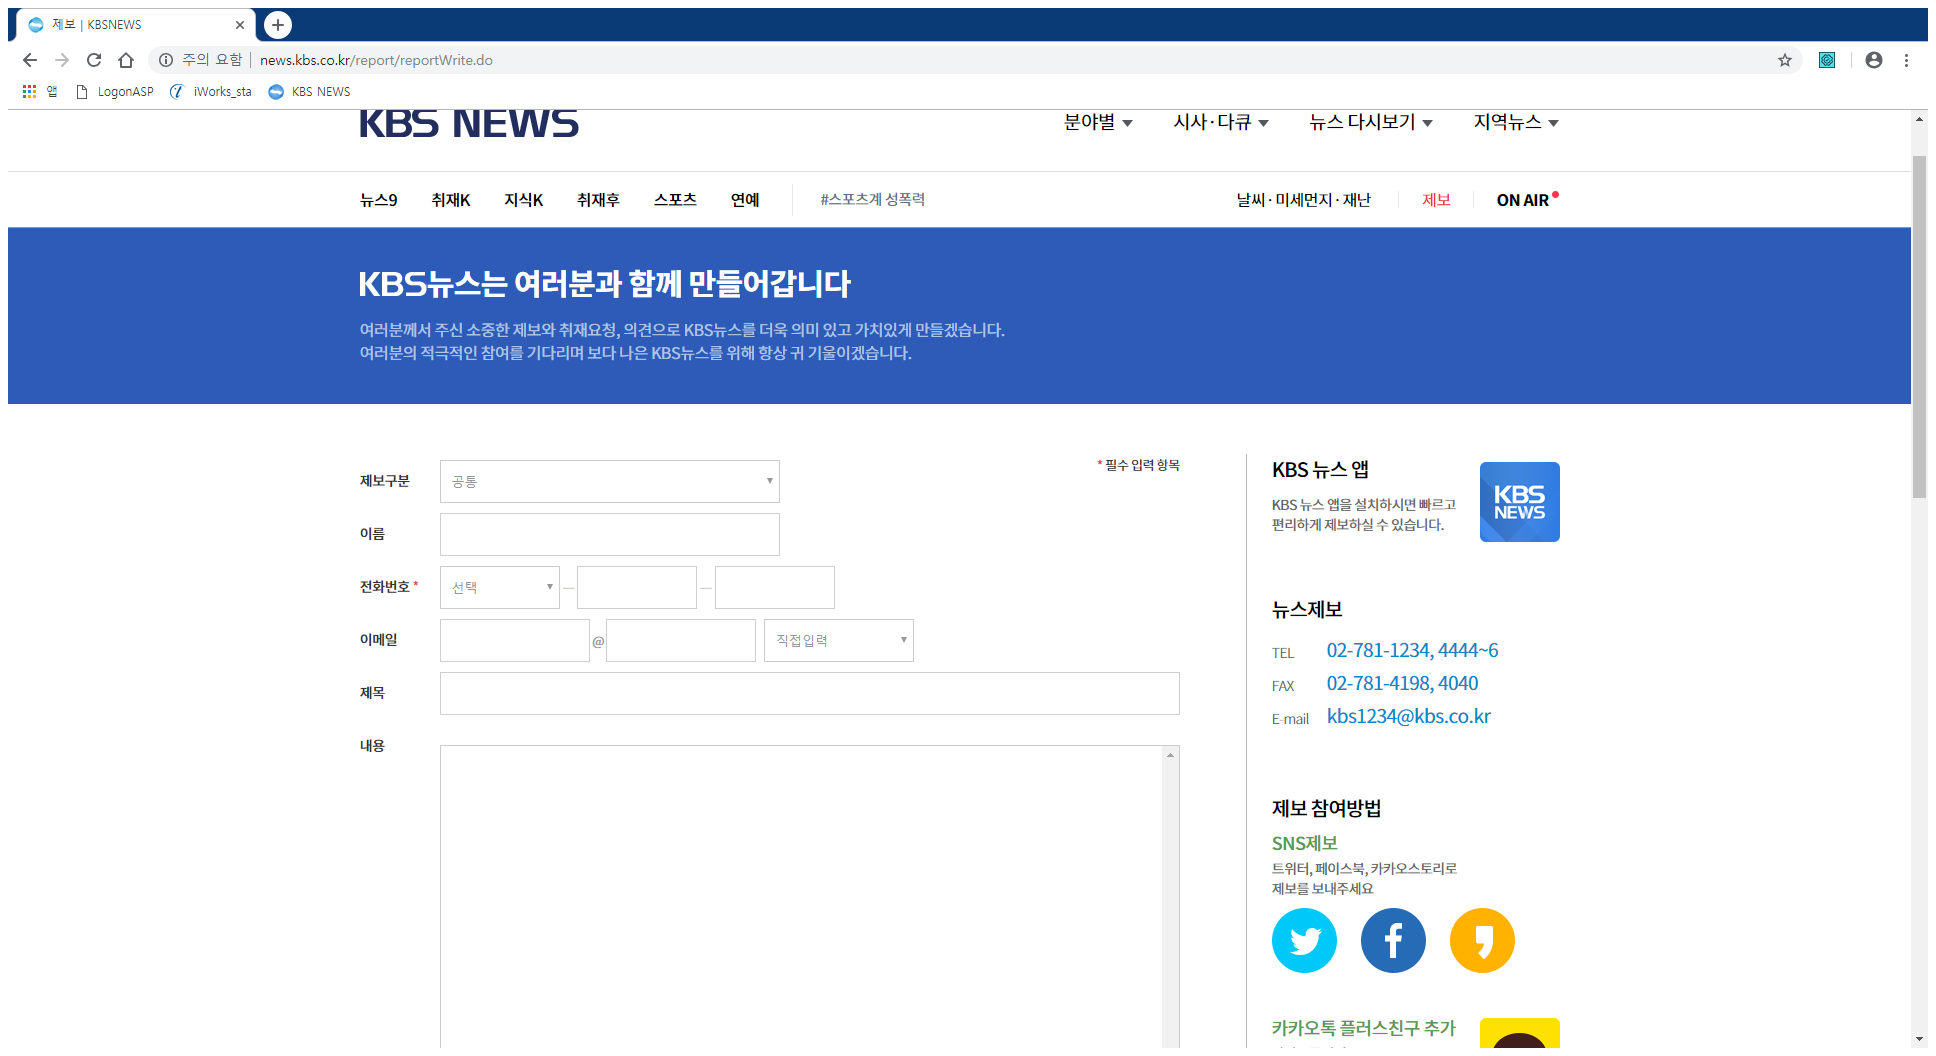 제보 | KBSNEWS
주의 요함 | news.kbs.co.kr/report/reportWrite.do
앱 LogonASP iWorks_sta KBS NEWS
KBS NEWS 분야별 시사·다큐 뉴스 다시보기 지역뉴스
뉴스9 취재K 지식K 취재후 스포츠 연예 #스포츠계 성폭력 날씨·미세먼지·재난 제보 ON AIR
KBS뉴스는 여러분과 함께 만들어갑니다
여러분께서 주신 소중한 제보와 취재요청, 의견으로 KBS뉴스를 더욱 의미 있고 가치있게 만들겠습니다.
여러분의 적극적인 참여를 기다리며 보다 나은 KBS뉴스를 위해 항상 귀 기울이겠습니다.
* 필수 입력 항목
제보구분 공통
이름
전화번호 * 선택 — —
이메일 @ 직접입력
제목
내용
KBS 뉴스 앱
KBS 뉴스 앱을 설치하시면 빠르고
편리하게 제보하실 수 있습니다.
KBS
NEWS
뉴스제보
TEL 02-781-1234, 4444~6
FAX 02-781-4198, 4040
E-mail kbs1234@kbs.co.kr
제보 참여방법
SNS제보
트위터, 페이스북, 카카오스토리로
제보를 보내주세요
카카오톡 플러스친구 추가